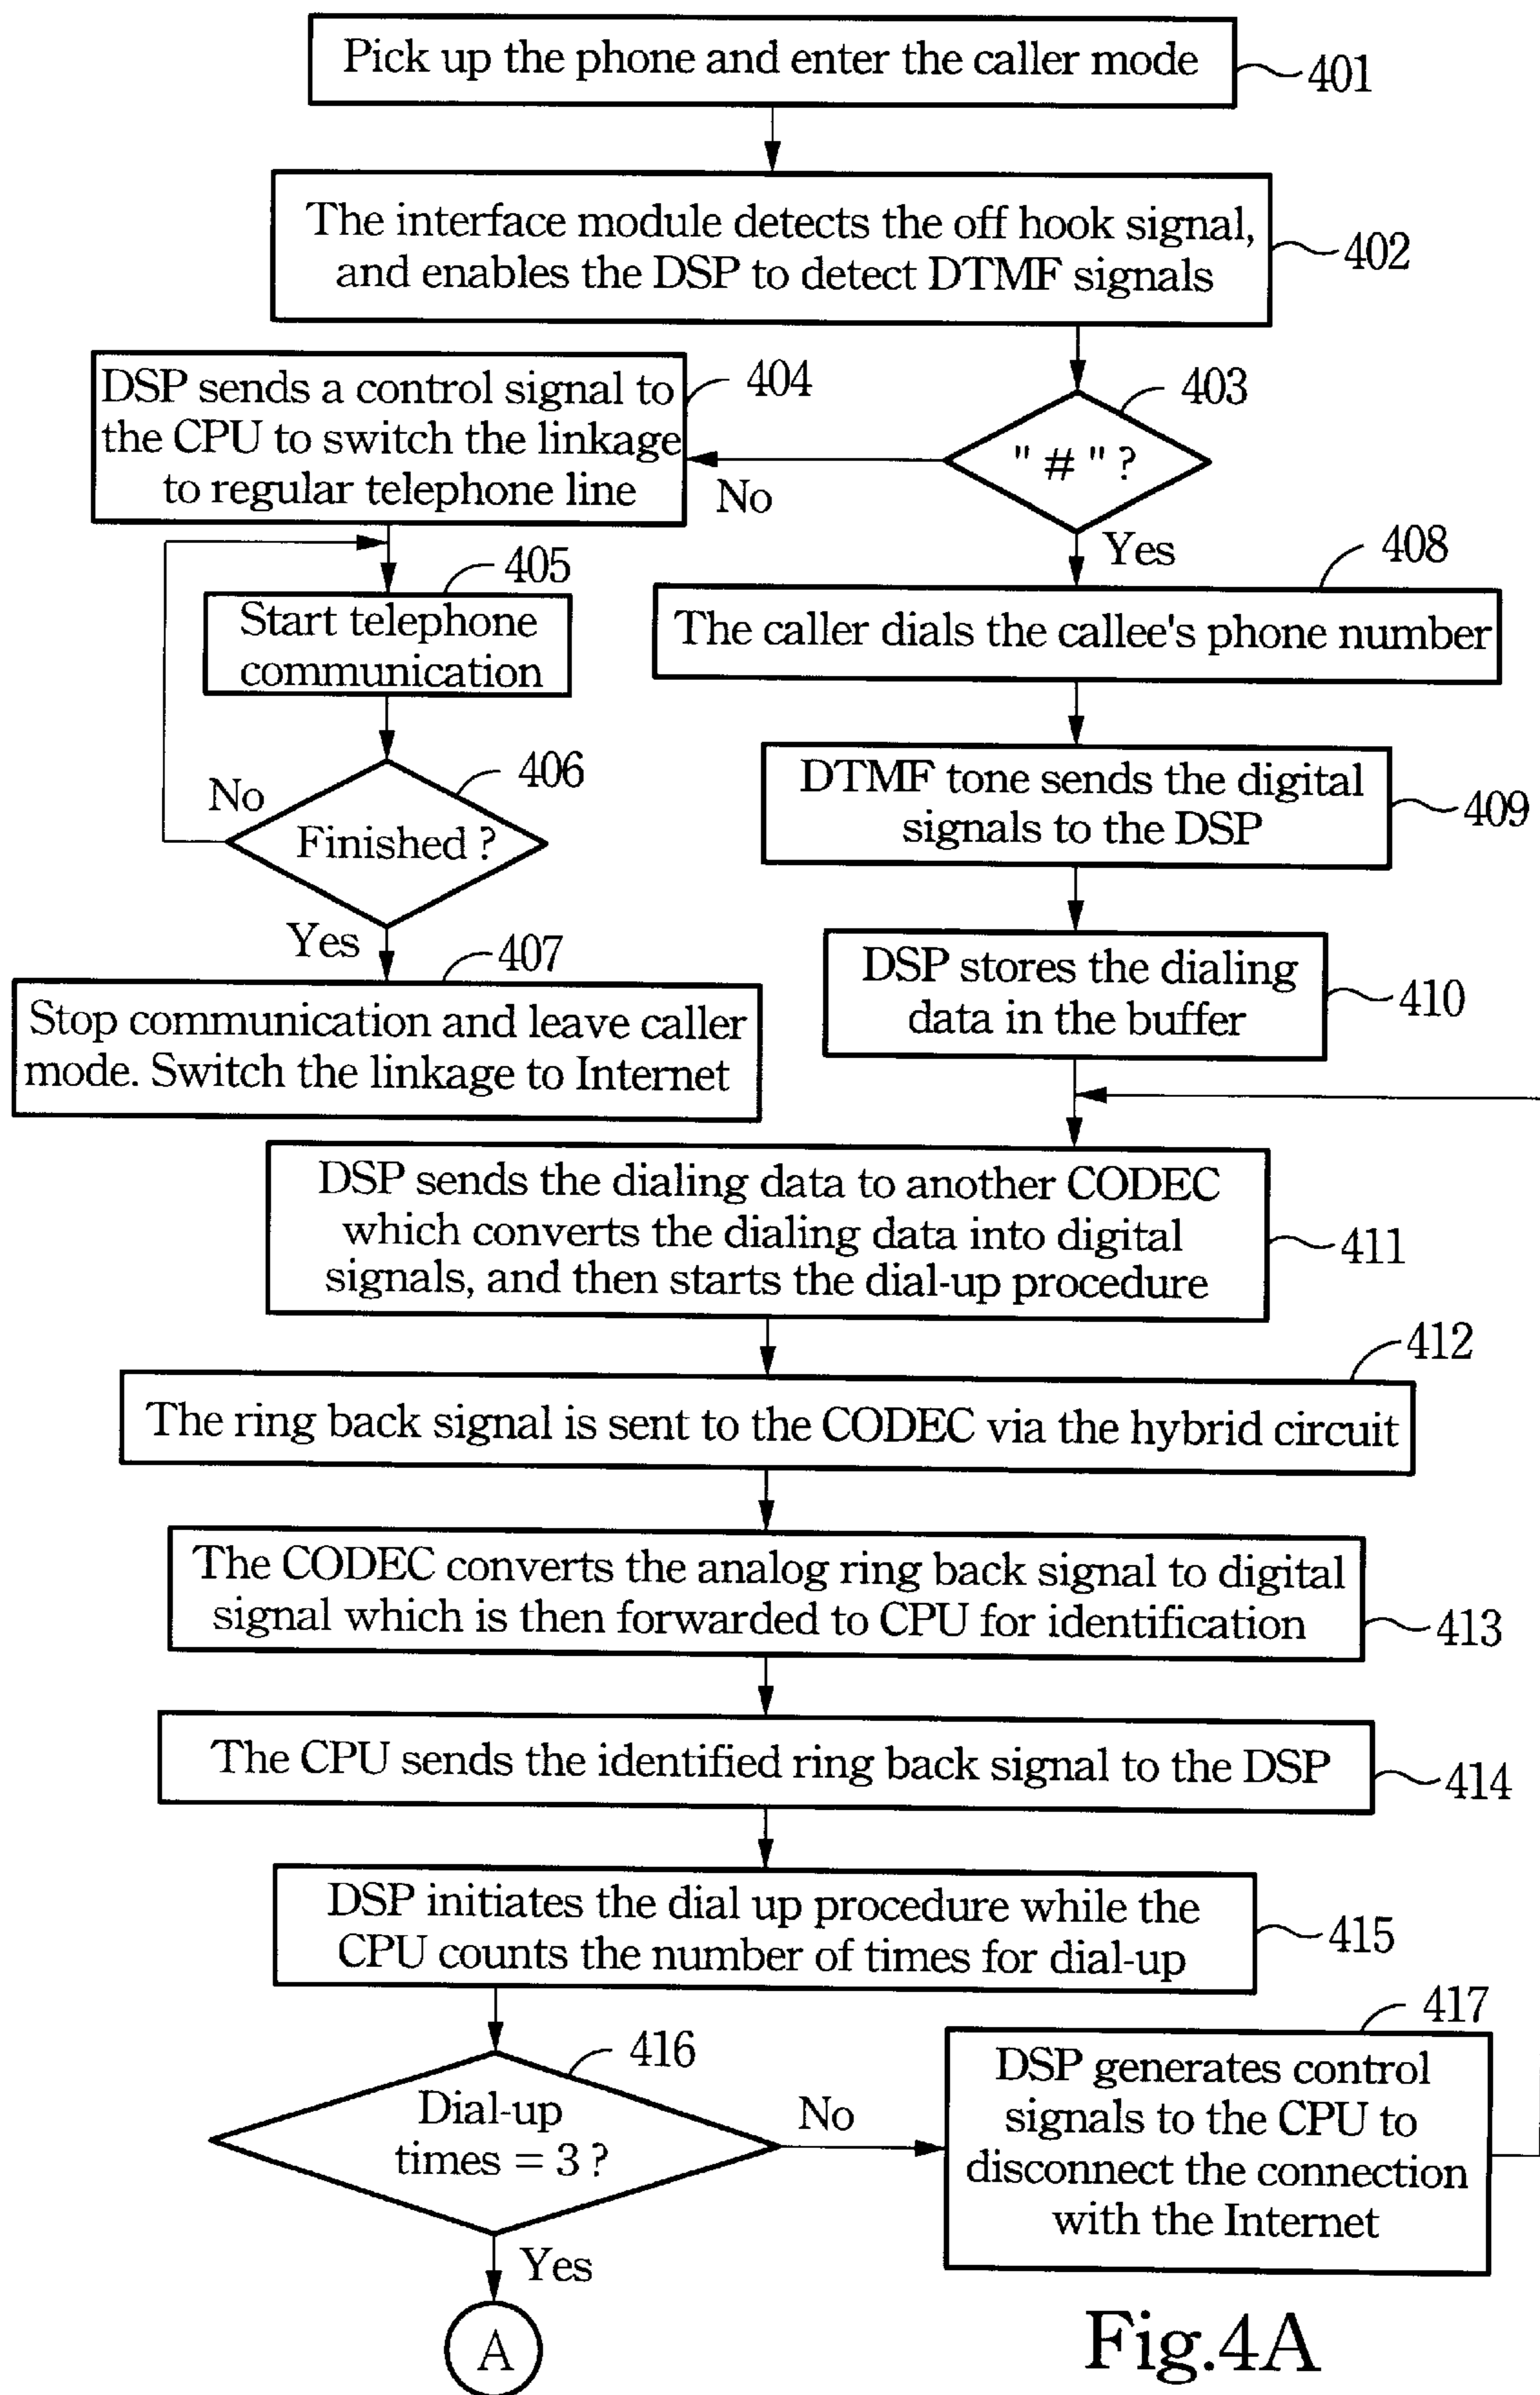 Pick up the phone and enter the caller mode
401
The interface module detects the off hook signal,
and enables the DSP to detect DTMF signals
402
DSP sends a control signal to
the CPU to switch the linkage
to regular telephone line
404
403
" # " ?
No
Yes
405
Start telephone
communication
408
The caller dials the callee's phone number
406
No
Finished ?
Yes
DTMF tone sends the digital
signals to the DSP
409
407
Stop communication and leave caller
mode. Switch the linkage to Internet
DSP stores the dialing
data in the buffer
410
DSP sends the dialing data to another CODEC
which converts the dialing data into digital
signals, and then starts the dial-up procedure
411
412
The ring back signal is sent to the CODEC via the hybrid circuit
The CODEC converts the analog ring back signal to digital
signal which is then forwarded to CPU for identification
413
The CPU sends the identified ring back signal to the DSP
414
DSP initiates the dial up procedure while the
CPU counts the number of times for dial-up
415
416
Dial-up
times = 3 ?
No
Yes
417
DSP generates control
signals to the CPU to
disconnect the connection
with the Internet
A
Fig.4A